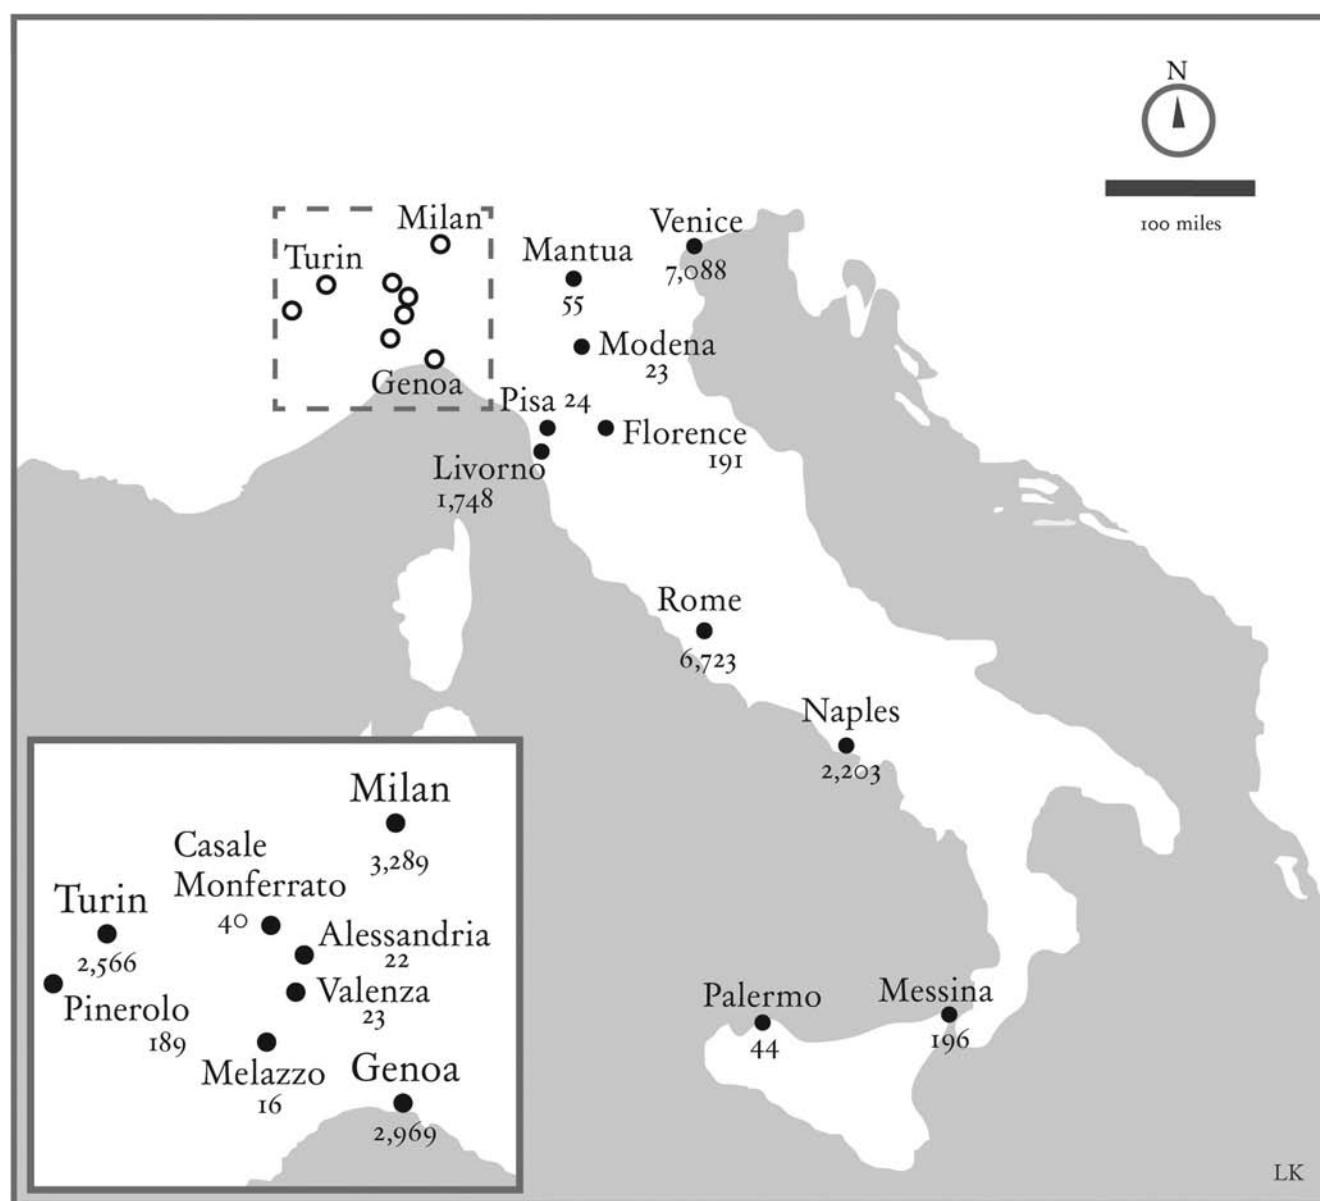 N
100 miles
Milan
Turin
Genoa
Venice
7,088
Mantua
55
Modena
23
Pisa 24
Florence
191
Livorno
1,748
Rome
6,723
Naples
2,203
Palermo
44
Messina
196
Milan
3,289
Casale
Monferrato
40
Turin
2,566
Alessandria
22
Pinerolo
189
Valenza
23
Melazzo
16
Genoa
2,969
LK